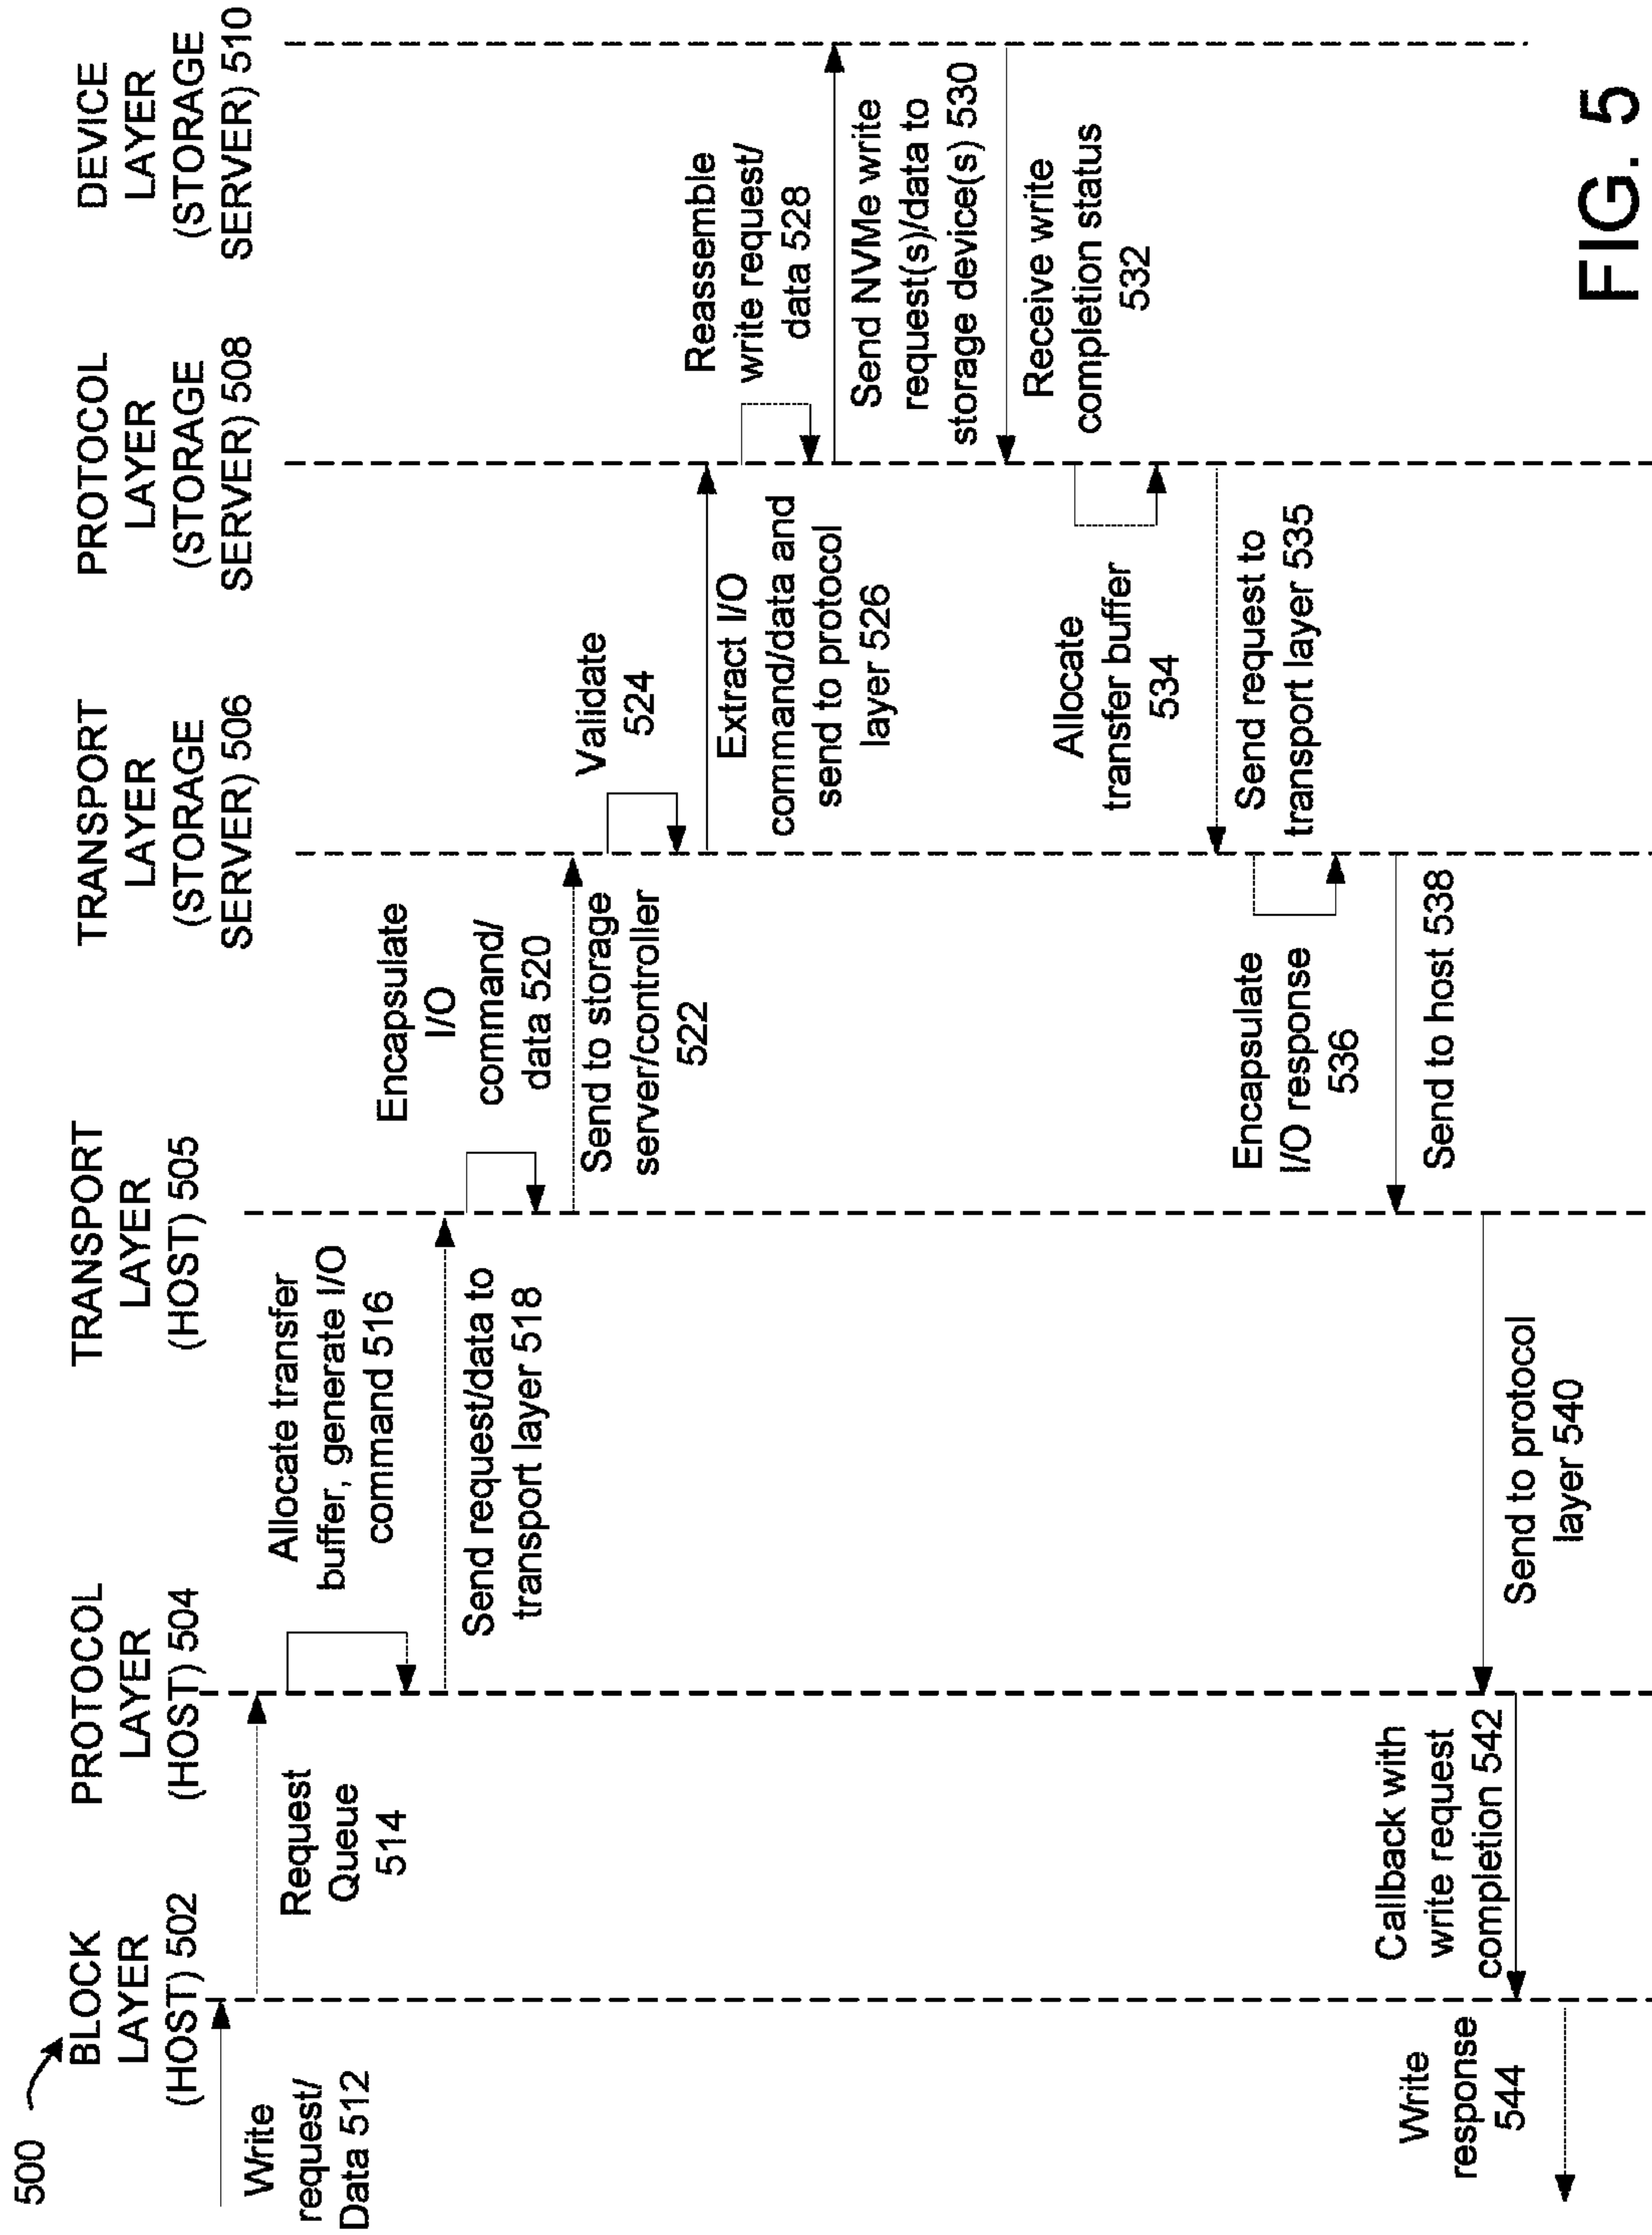 500
BLOCK
LAYER
(HOST) 502
PROTOCOL
LAYER
(HOST) 504
TRANSPORT
LAYER
(HOST) 505
TRANSPORT
LAYER
(STORAGE
SERVER) 506
PROTOCOL
LAYER
(STORAGE
SERVER) 508
DEVICE
LAYER
(STORAGE
SERVER) 510
Write
request/
Data 512
Request
Queue
514
Allocate transfer
buffer, generate I/O
command 516
Send request/data to
transport layer 518
Encapsulate
I/O
command/
data 520
Send to storage
server/controller
522
Validate
524
Extract I/O
command/data and
send to protocol
layer 526
Reassemble
write request/
data 528
Send NVMe write
request(s)/data to
storage device(s) 530
Receive write
completion status
532
Allocate
transfer buffer
534
Send request to
transport layer 535
Encapsulate
I/O response
536
Send to host 538
Send to protocol
layer 540
Callback with
write request
completion 542
Write
response
544
FIG. 5